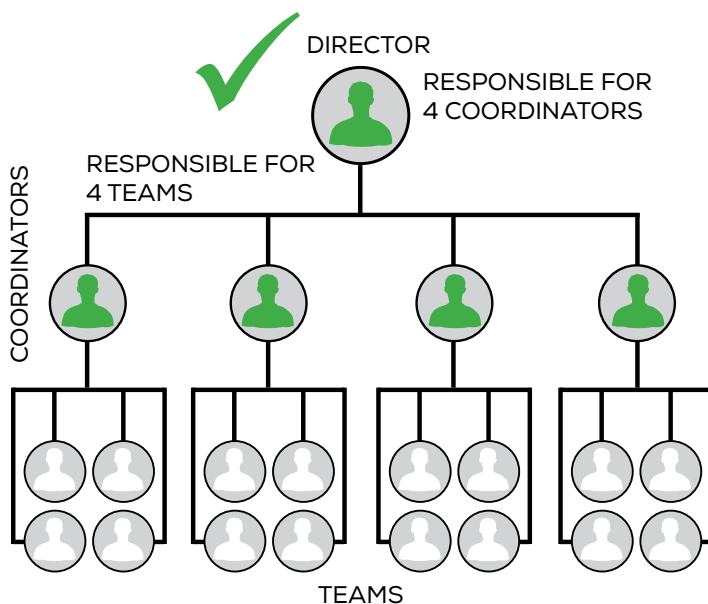 DIRECTOR
RESPONSIBLE FOR
4 COORDINATORS
RESPONSIBLE FOR
4 TEAMS
COORDINATORS
TEAMS